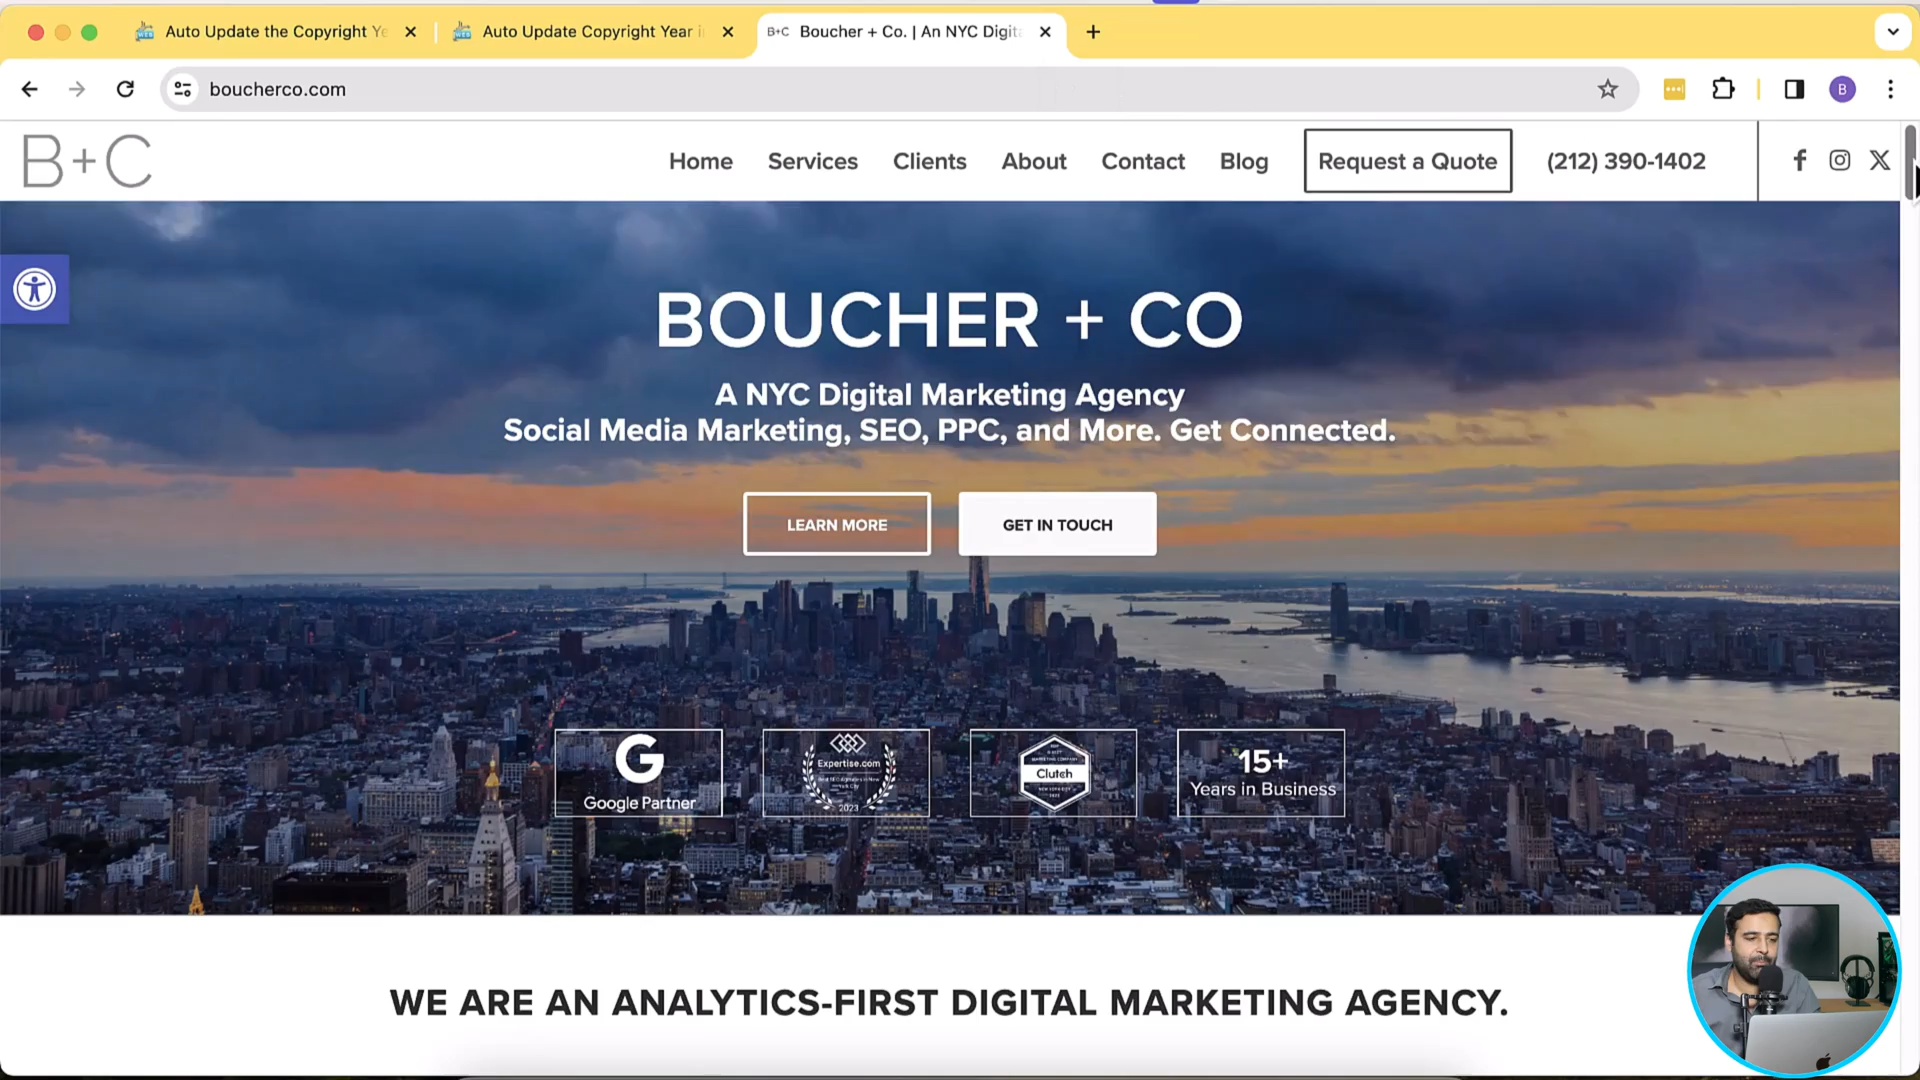 Auto Update the Copyright Ye
Auto Update Copyright Year i
B+C Boucher + Co. | An NYC Digita
boucherco.com
B
B+C
Home
Services
Clients
About
Contact
Blog
Request a Quote
(212) 390-1402
BOUCHER + CO
A NYC Digital Marketing Agency
Social Media Marketing, SEO, PPC, and More. Get Connected.
LEARN MORE
GET IN TOUCH
G
Google Partner
Expertise.com
2023
Clutch
15+
Years in Business
WE ARE AN ANALYTICS-FIRST DIGITAL MARKETING AGENCY.